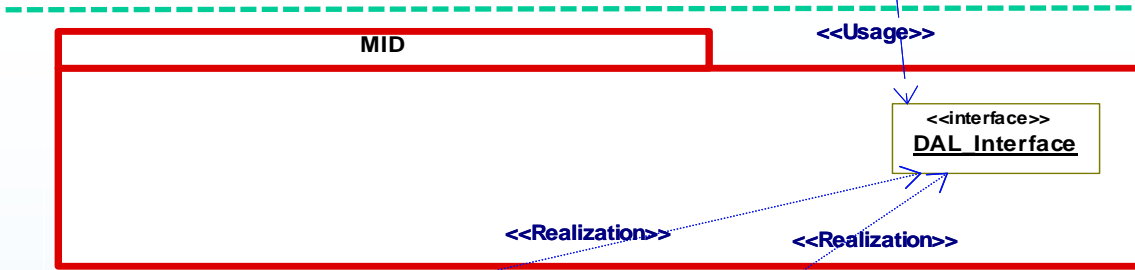 <<Usage>>
MID
<<interface>>
DAL_Interface
<<Realization>>
<<Realization>>